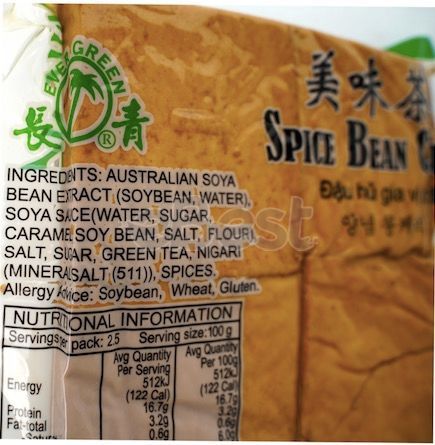 EVERGREEN
長青
®
美味茶
SPICE BEAN
Đậu hũ gia vị
INGREDIENTS: AUSTRALIAN SOYA
BEAN EXTRACT (SOYBEAN, WATER),
SOYA SACE(WATER, SUGAR,
CARAMEL SOY BEAN, SALT, FLOUR),
SALT, SUGAR, GREEN TEA, NIGARI
(MINERAL SALT (511)), SPICES.
Allergy Advice: Soybean, Wheat, Gluten.
NUTRITIONAL INFORMATION
Servings per pack: 2.5 Serving size:100 g
Avg Quantity Avg Quantity
Per Serving Per 100g
Energy 512kJ 512kJ
(122 Cal) (122 Cal)
Protein 16.7g 16.7g
Fat-total 3.2g 3.2g
0.6g 0.6g